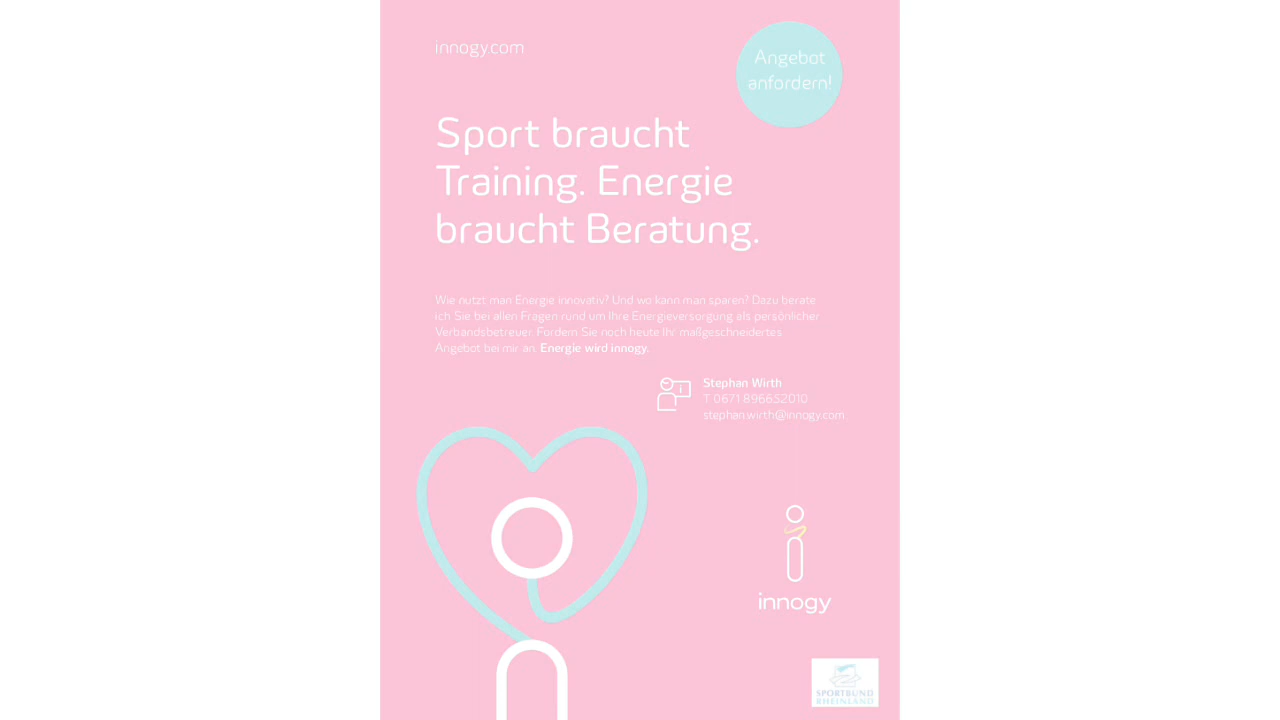 innogy.com
Angebot
anfordern!
Sport braucht
Training. Energie
braucht Beratung.
Wie nutzt man Energie innovativ? Und wo kann man sparen? Dazu berate
ich Sie bei allen Fragen rund um Ihre Energieversorgung als persönlicher
Verbandsbetreuer. Fordern Sie noch heute Ihr maßgeschneidertes
Angebot bei mir an. Energie wird innogy.
Stephan Wirth
T 0671 896652010
stephan.wirth@innogy.com
innogy
SPORTBUND
RHEINLAND